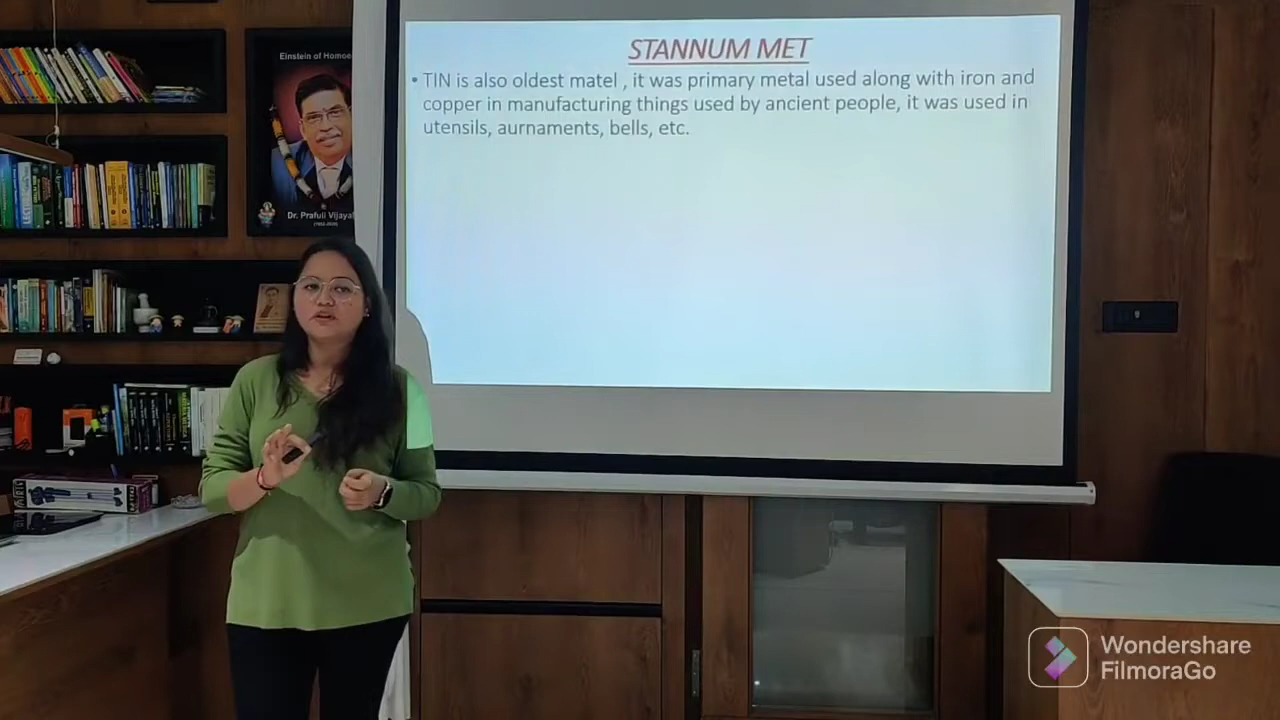 STANNUM MET
• TIN is also oldest matel , it was primary metal used along with iron and
copper in manufacturing things used by ancient people, it was used in
utensils, aurnaments, bells, etc.
Einstein of Homoe
Dr. Prafull Vijaya
Wondershare
FilmoraGo